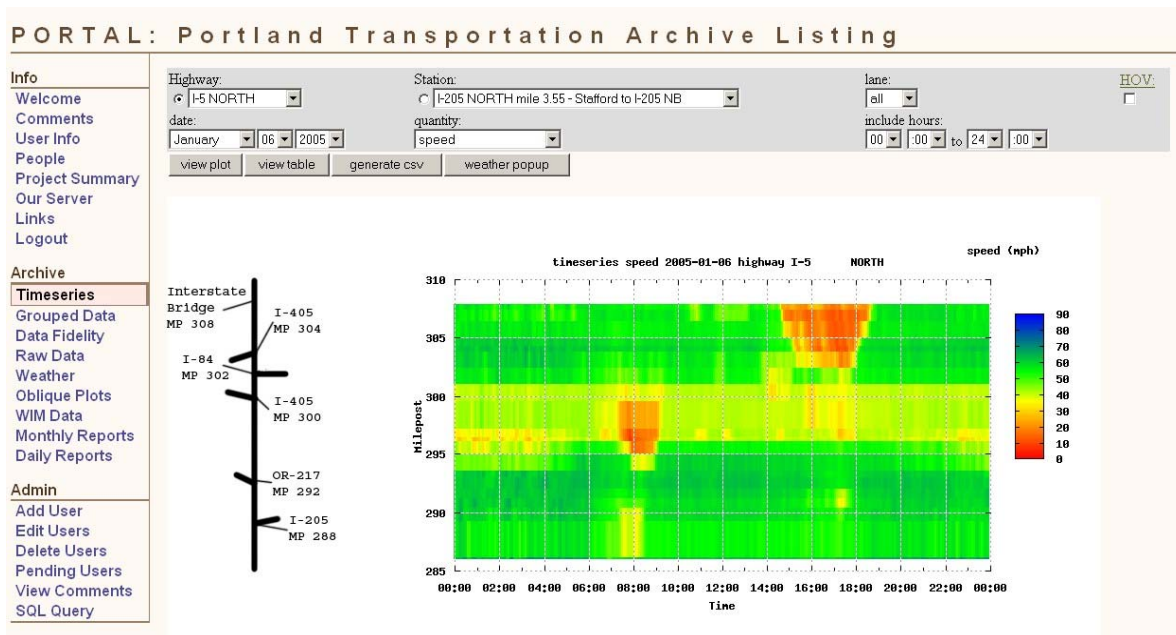 PORTAL: Portland Transportation Archive Listing
Info
Welcome
Comments
User Info
People
Project Summary
Our Server
Links
Logout
Archive
Timeseries
Grouped Data
Data Fidelity
Raw Data
Weather
Oblique Plots
WIM Data
Monthly Reports
Daily Reports
Admin
Add User
Edit Users
Delete Users
Pending Users
View Comments
SQL Query
Highway: Station: lane: HOV:
I-5 NORTH I-205 NORTH mile 3.55 - Stafford to I-205 NB all
date: quantity: include hours:
January 06 2005 speed 00 :00 to 24 :00
view plot view table generate csv weather popup
Interstate
Bridge
MP 308
I-405
MP 304
I-84
MP 302
I-405
MP 300
OR-217
MP 292
I-205
MP 288
speed (mph)
timeseries speed 2005-01-06 highway I-5 NORTH
310
305
300
295
290
285
Milepost
00:00 02:00 04:00 06:00 08:00 10:00 12:00 14:00 16:00 18:00 20:00 22:00 00:00
Time
90
80
70
60
50
40
30
20
10
0